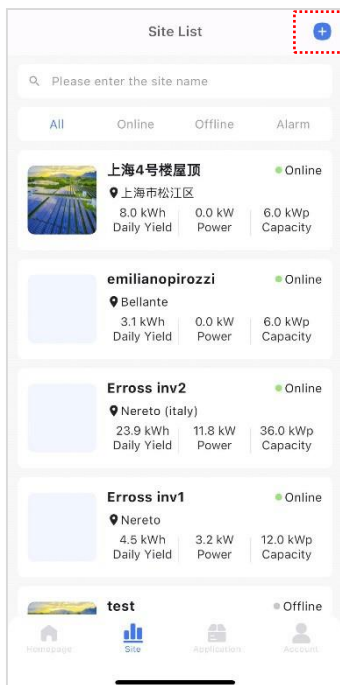 Site List
Please enter the site name
All Online Offline Alarm
上海4号楼屋顶 Online
上海市松江区
8.0 kWh 0.0 kW 6.0 kWp
Daily Yield Power Capacity
emilianopirozzi Online
Bellante
3.1 kWh 0.0 kW 6.0 kWp
Daily Yield Power Capacity
Erross inv2 Online
Nereto (italy)
23.9 kWh 11.8 kW 36.0 kWp
Daily Yield Power Capacity
Erross inv1 Online
Nereto
4.5 kWh 3.2 kW 12.0 kWp
Daily Yield Power Capacity
test Offline
Homepage Site Application Account